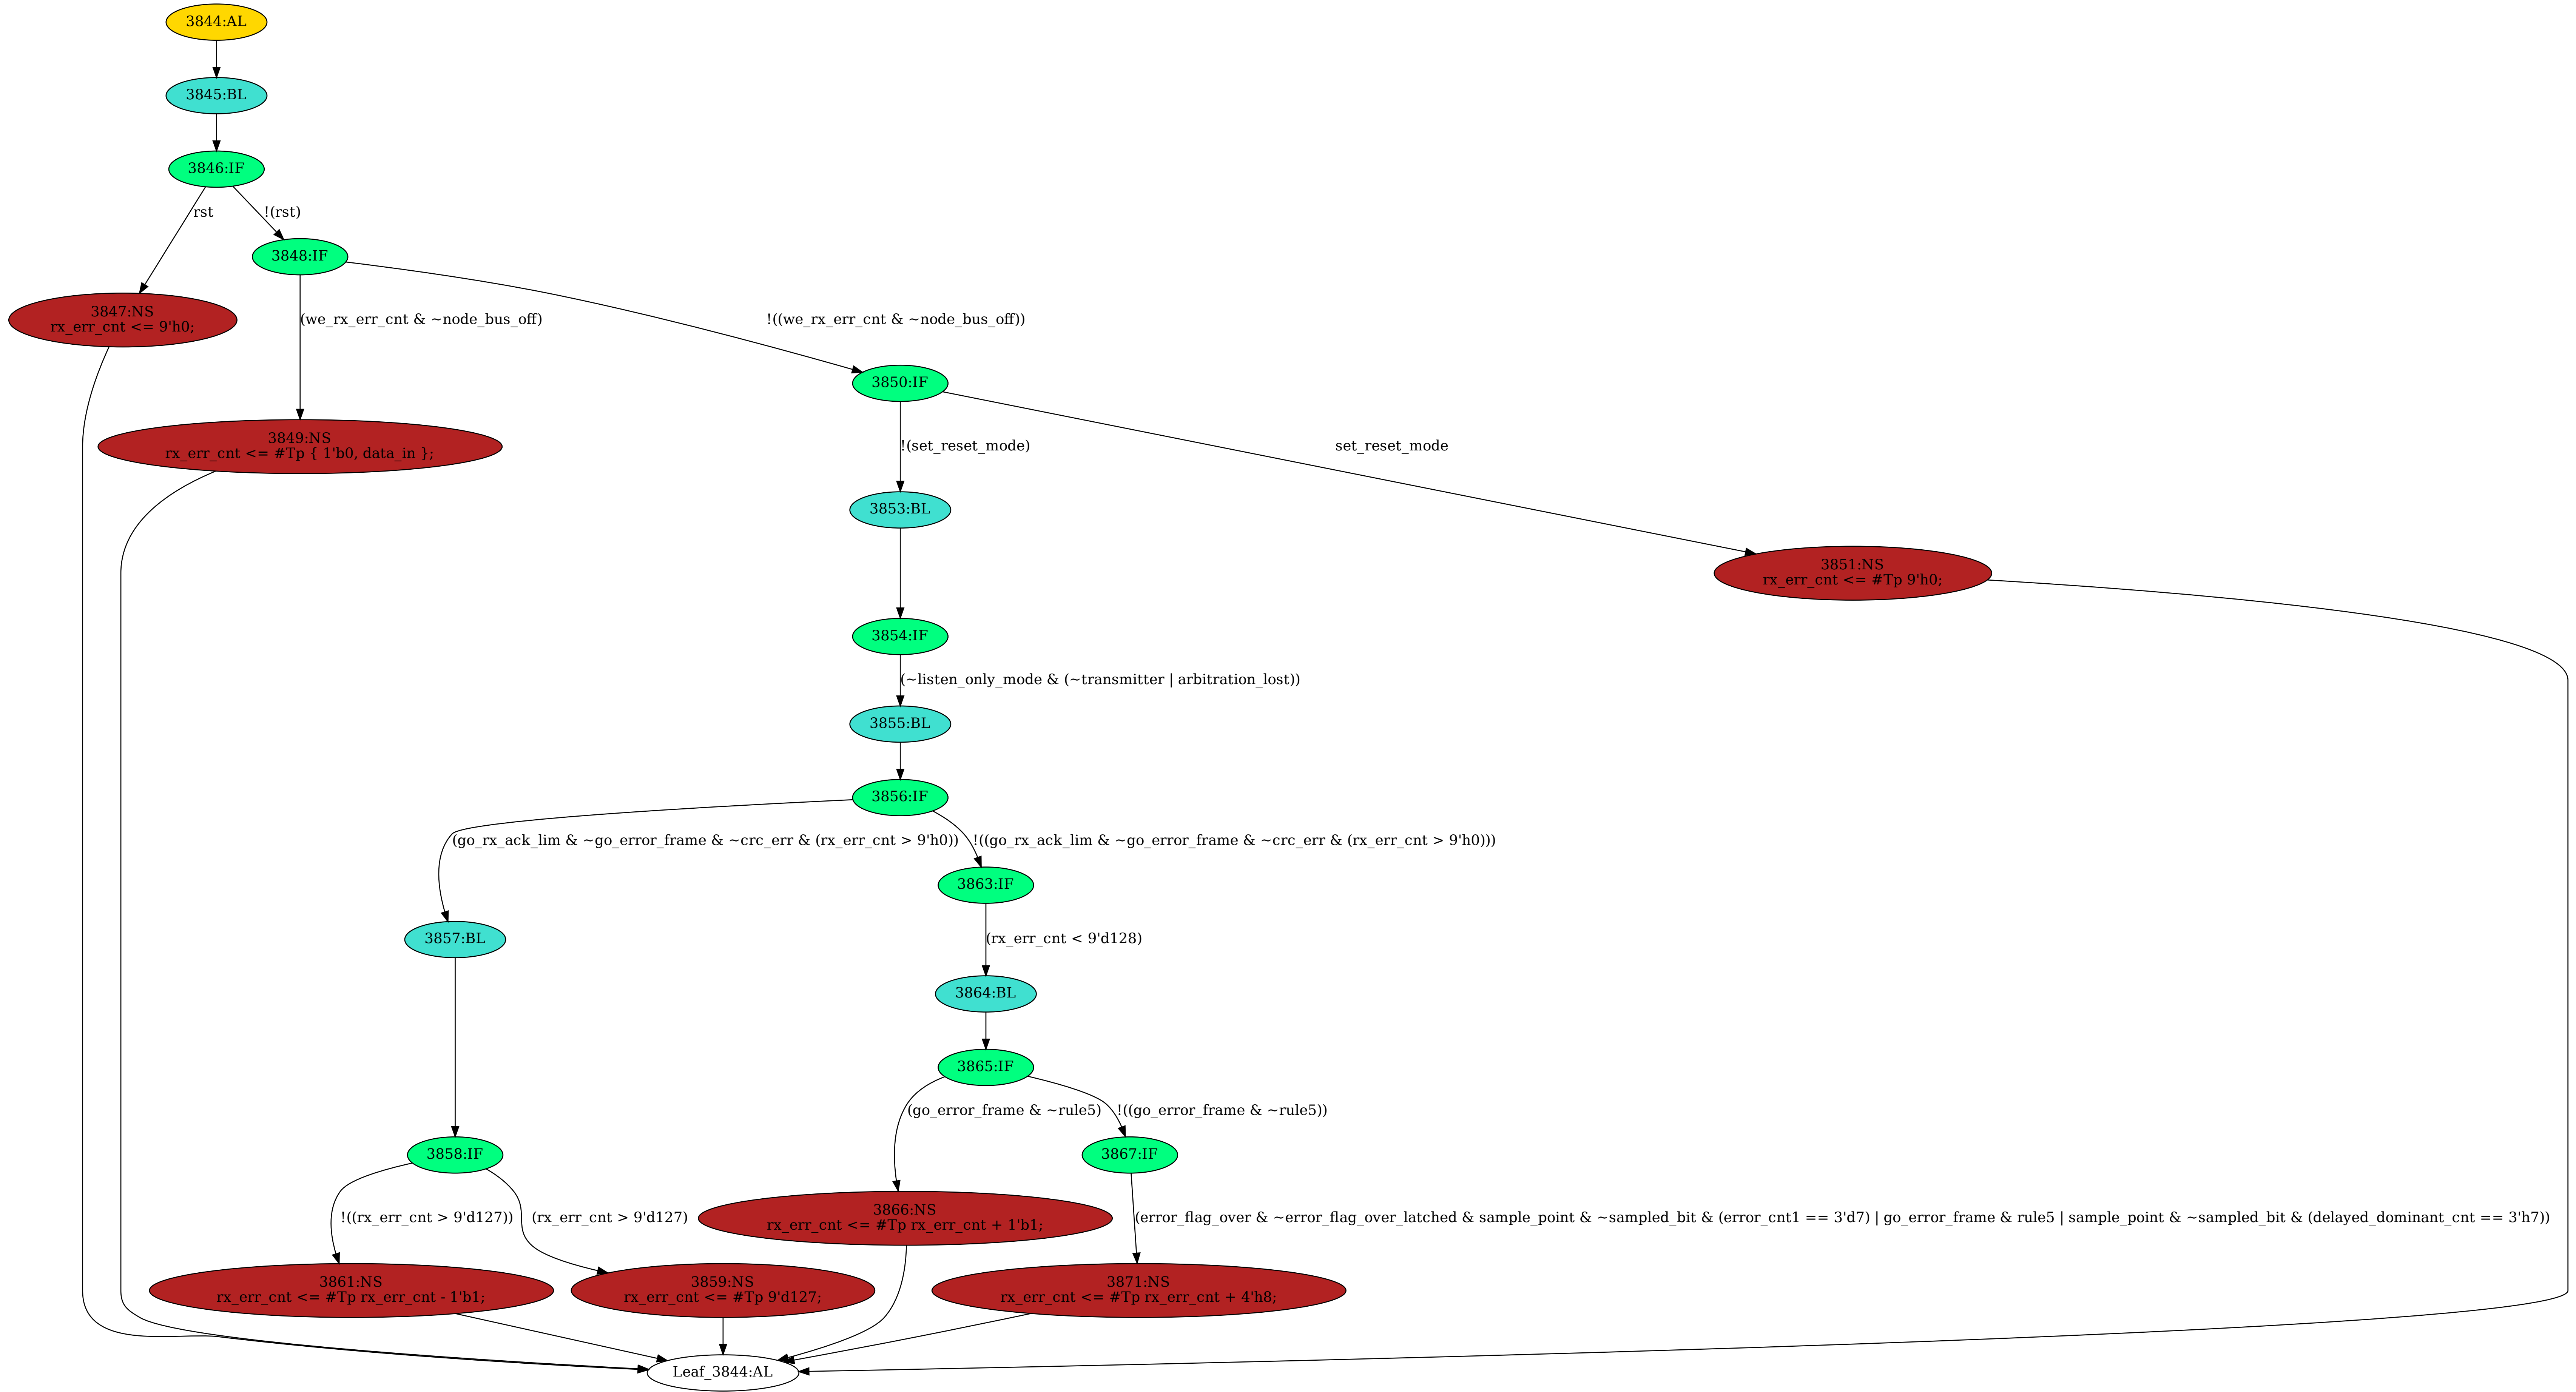 3844:AL
3845:BL
3846:IF
rst
!(rst)
3848:IF
3847:NS
rx_err_cnt <= 9'h0;
(we_rx_err_cnt & ~node_bus_off)
!((we_rx_err_cnt & ~node_bus_off))
3850:IF
3849:NS
rx_err_cnt <= #Tp { 1'b0, data_in };
!(set_reset_mode)
set_reset_mode
3853:BL
3851:NS
rx_err_cnt <= #Tp 9'h0;
3854:IF
(~listen_only_mode & (~transmitter | arbitration_lost))
3855:BL
3856:IF
(go_rx_ack_lim & ~go_error_frame & ~crc_err & (rx_err_cnt > 9'h0))
!((go_rx_ack_lim & ~go_error_frame & ~crc_err & (rx_err_cnt > 9'h0)))
3863:IF
3857:BL
(rx_err_cnt < 9'd128)
3864:BL
3865:IF
(go_error_frame & ~rule5)
!((go_error_frame & ~rule5))
3858:IF
3867:IF
!((rx_err_cnt > 9'd127))
(rx_err_cnt > 9'd127)
3866:NS
rx_err_cnt <= #Tp rx_err_cnt + 1'b1;
(error_flag_over & ~error_flag_over_latched & sample_point & ~sampled_bit & (error_cnt1 == 3'd7) | go_error_frame & rule5 | sample_point & ~sampled_bit & (delayed_dominant_cnt == 3'h7))
3861:NS
rx_err_cnt <= #Tp rx_err_cnt - 1'b1;
3859:NS
rx_err_cnt <= #Tp 9'd127;
3871:NS
rx_err_cnt <= #Tp rx_err_cnt + 4'h8;
Leaf_3844:AL